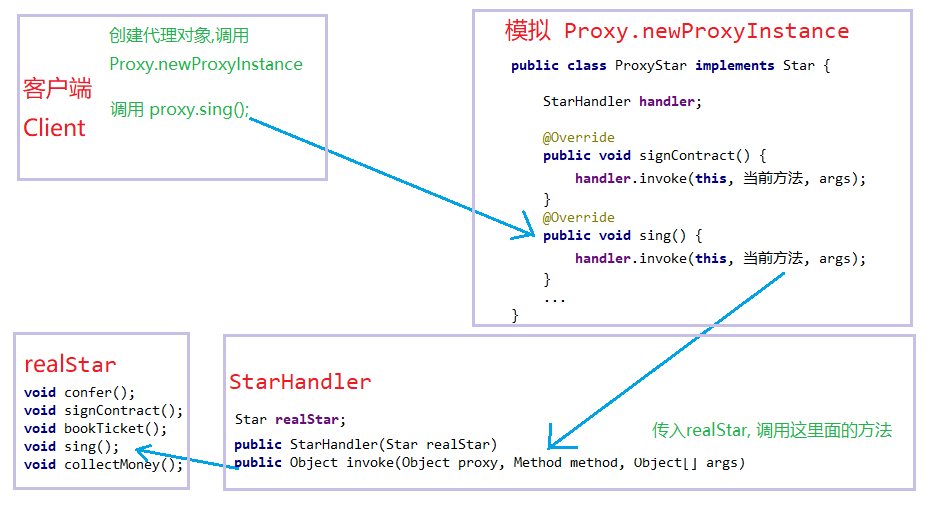 创建代理对象,调用
Proxy.newProxyInstance
客户端
Client
调用 proxy.sing();
模拟 Proxy.newProxyInstance
public class ProxyStar implements Star {
StarHandler handler;
@Override
public void signContract() {
handler.invoke(this, 当前方法, args);
}
@Override
public void sing() {
handler.invoke(this, 当前方法, args);
}
...
}
realStar
void confer();
void signContract();
void bookTicket();
void sing();
void collectMoney();
StarHandler
Star realStar;
public StarHandler(Star realStar)
public Object invoke(Object proxy, Method method, Object[] args)
传入realStar, 调用这里面的方法